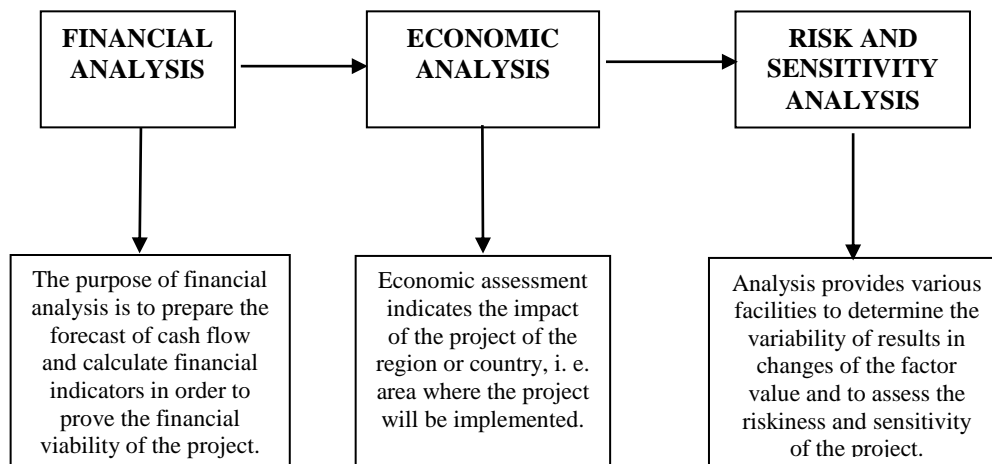 FINANCIAL
ANALYSIS
ECONOMIC
ANALYSIS
RISK AND
SENSITIVITY
ANALYSIS
The purpose of financial
analysis is to prepare the
forecast of cash flow
and calculate financial
indicators in order to
prove the financial
viability of the project.
Economic assessment
indicates the impact
of the project of the
region or country, i. e.
area where the project
will be implemented.
Analysis provides various
facilities to determine the
variability of results in
changes of the factor
value and to assess the
riskiness and sensitivity
of the project.